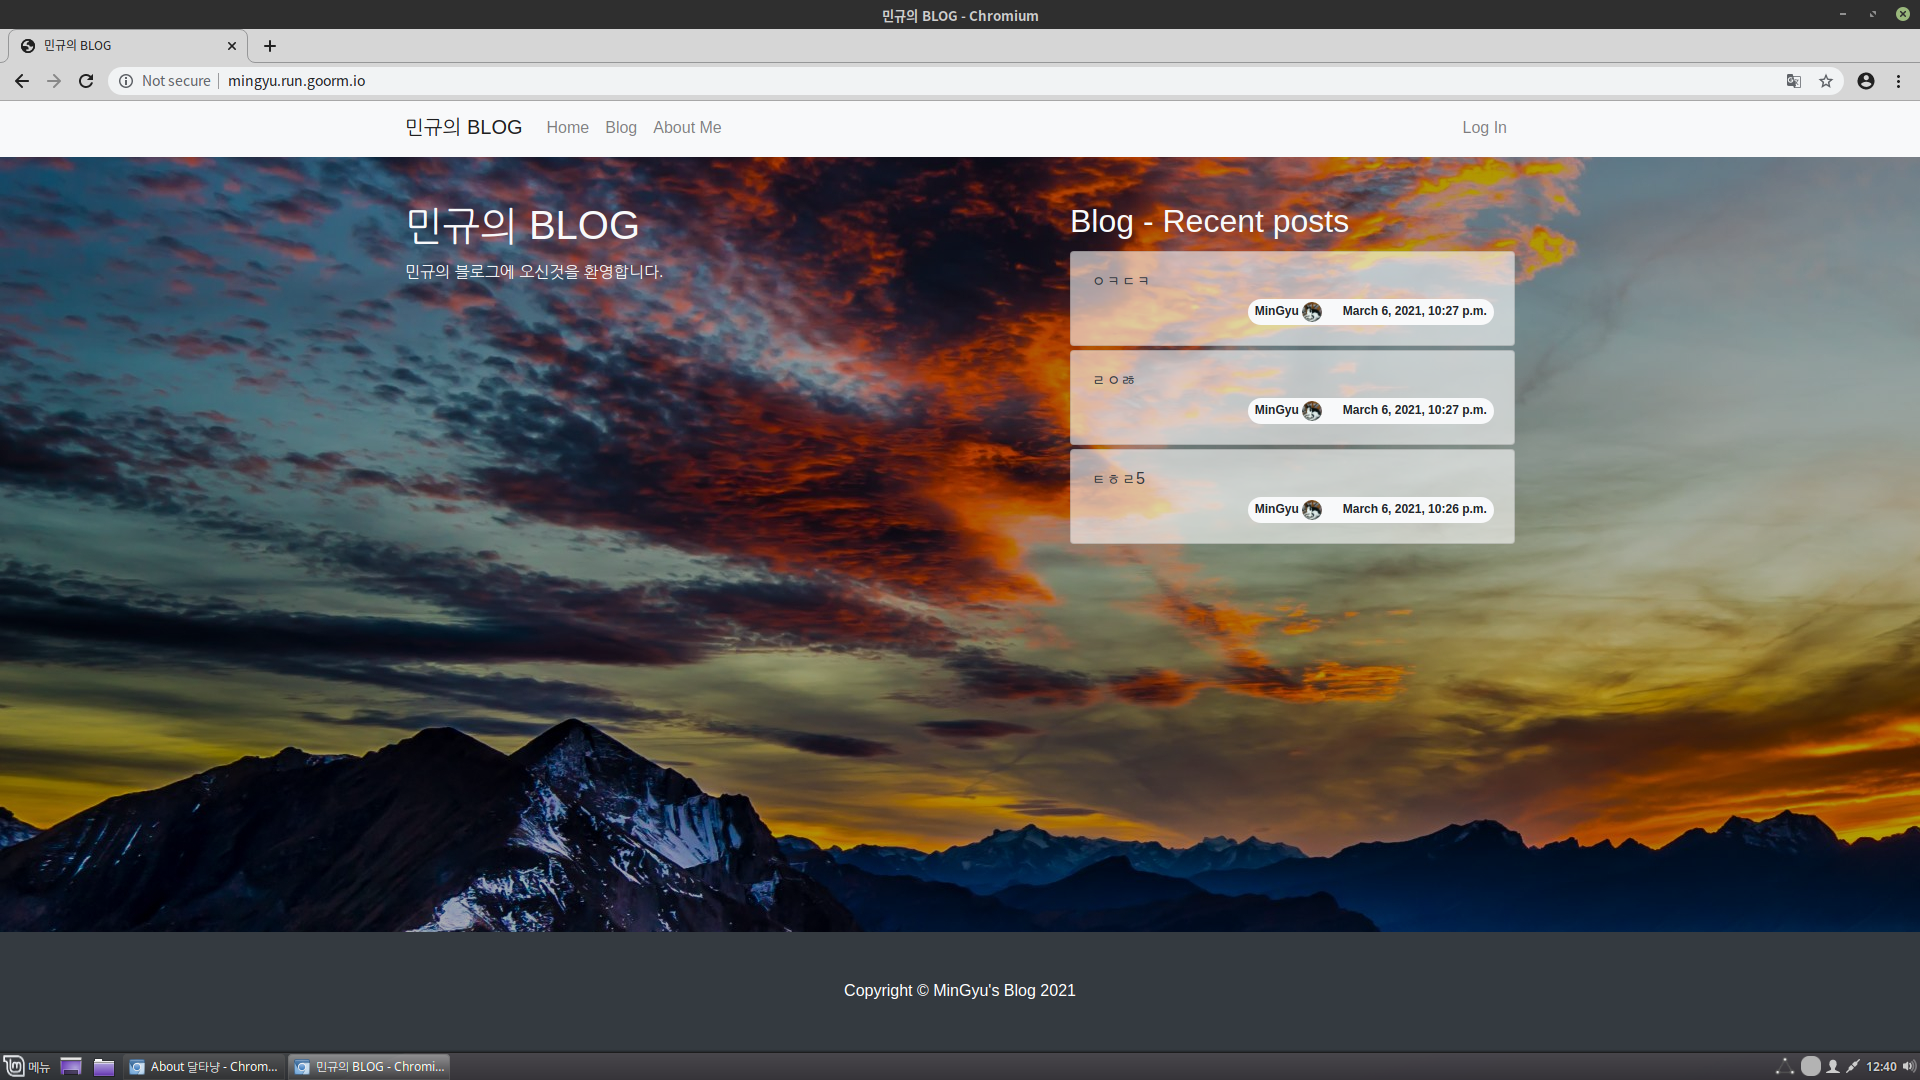 민규의 BLOG - Chromium
민규의 BLOG
Not secure mingyu.run.goorm.io
민규의 BLOG Home Blog About Me Log In
민규의 BLOG
민규의 블로그에 오신것을 환영합니다.
Blog - Recent posts
ㅇㅋㄷㅋ
MinGyu March 6, 2021, 10:27 p.m.
ㄹㅇㅀ
MinGyu March 6, 2021, 10:27 p.m.
ㅌㅎㄹ5
MinGyu March 6, 2021, 10:26 p.m.
Copyright © MinGyu's Blog 2021
메뉴 About 달타냥 - Chrom... 민규의 BLOG - Chromi... 12:40